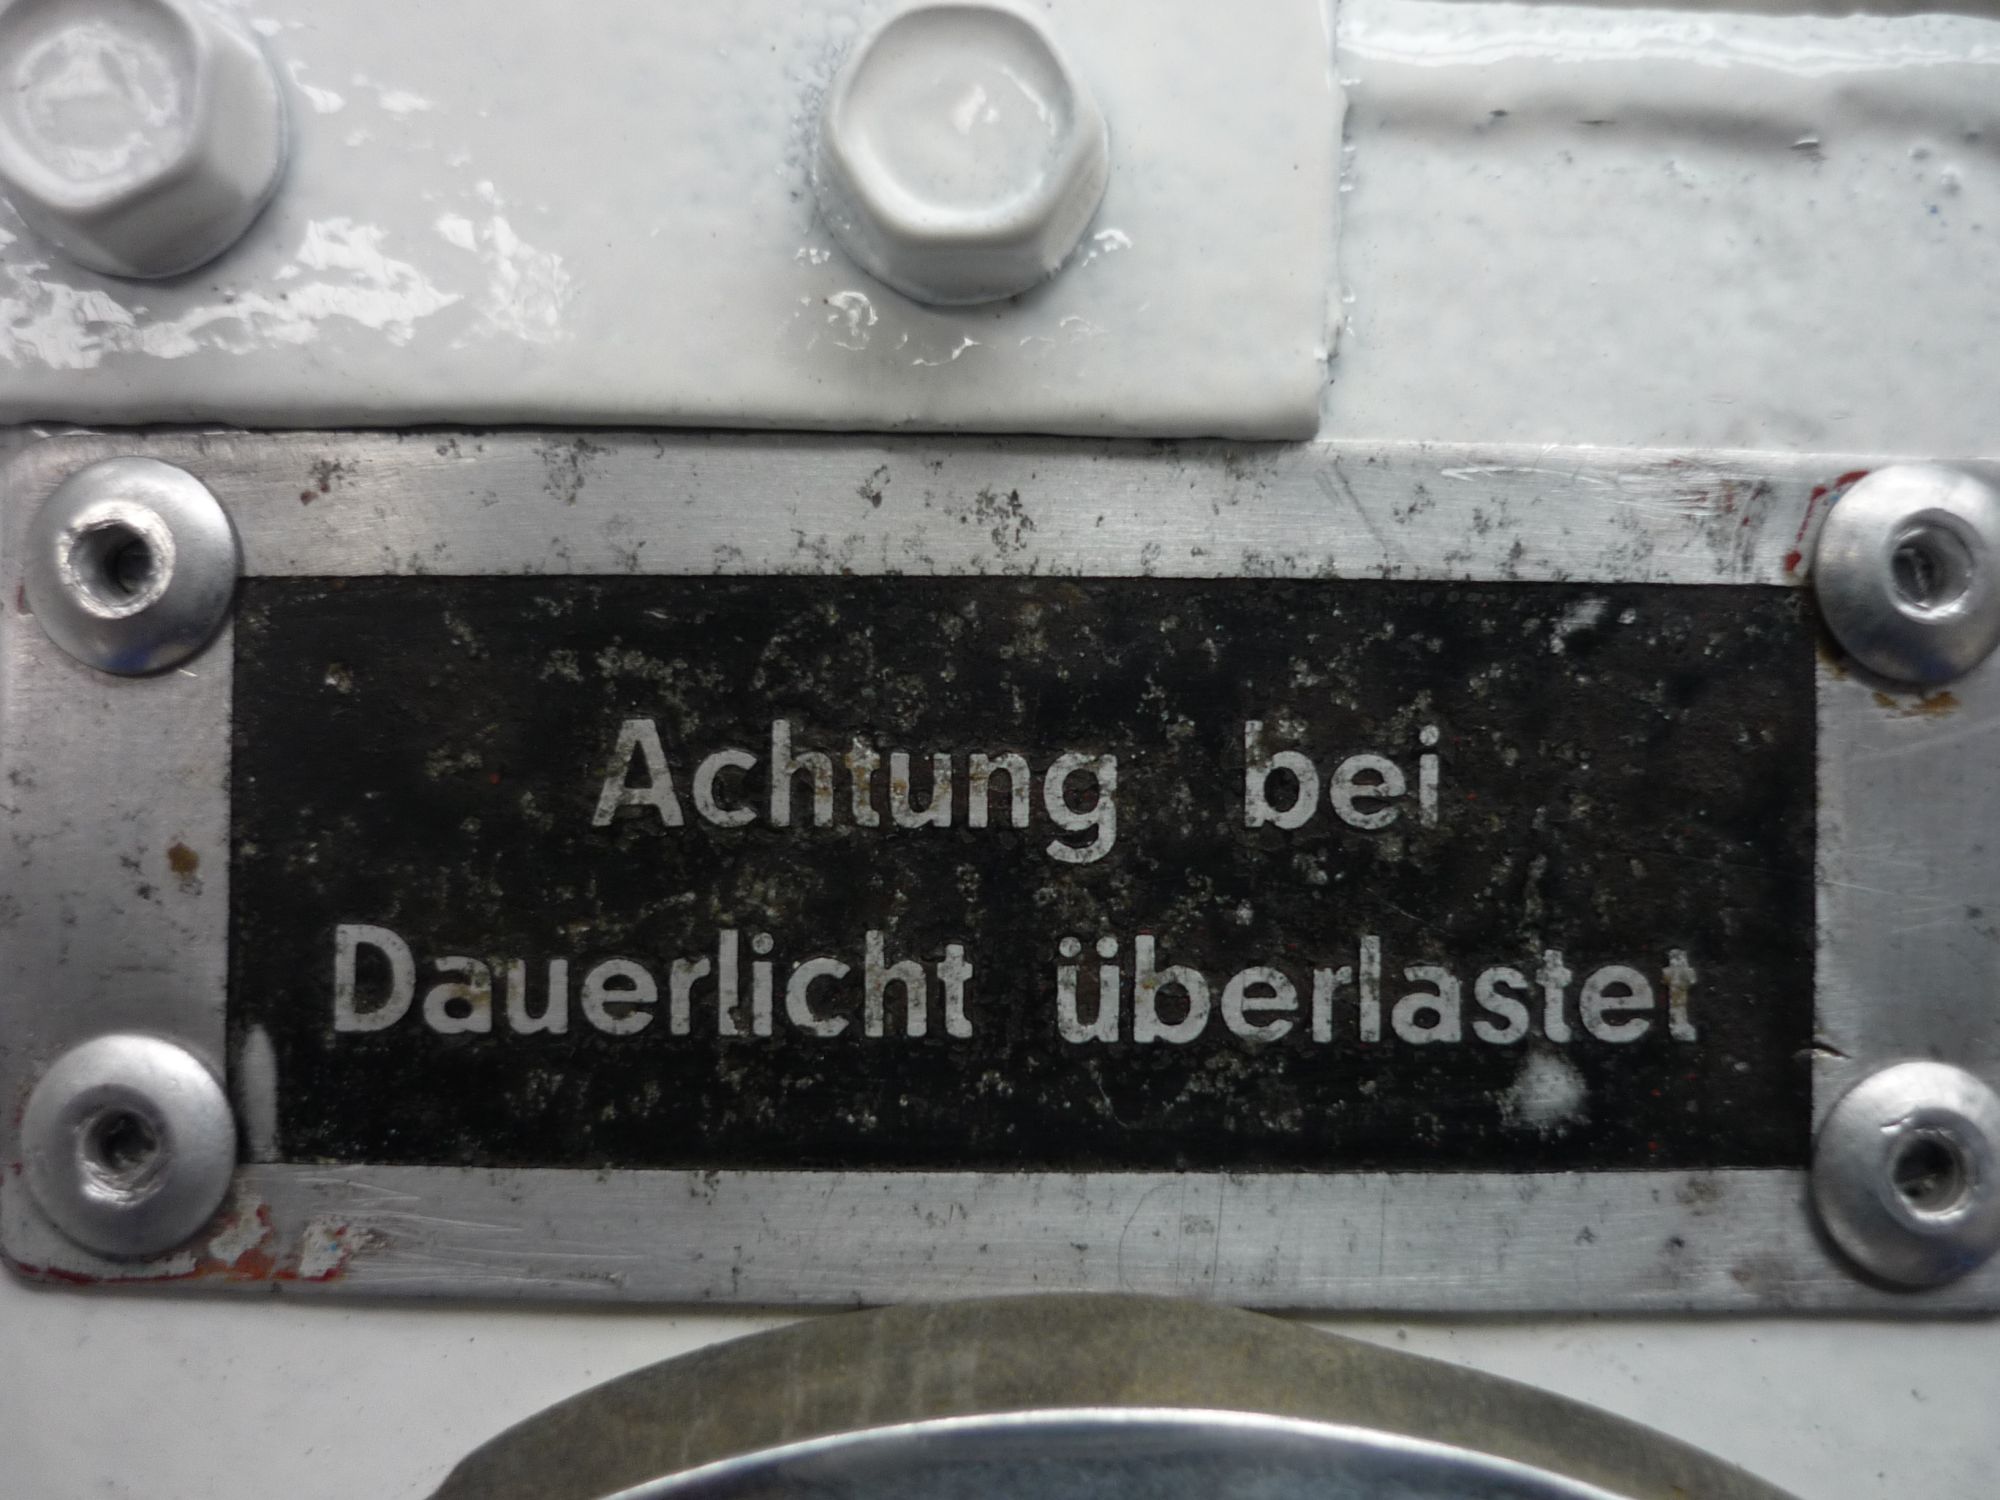 Achtung bei
Dauerlicht überlastet